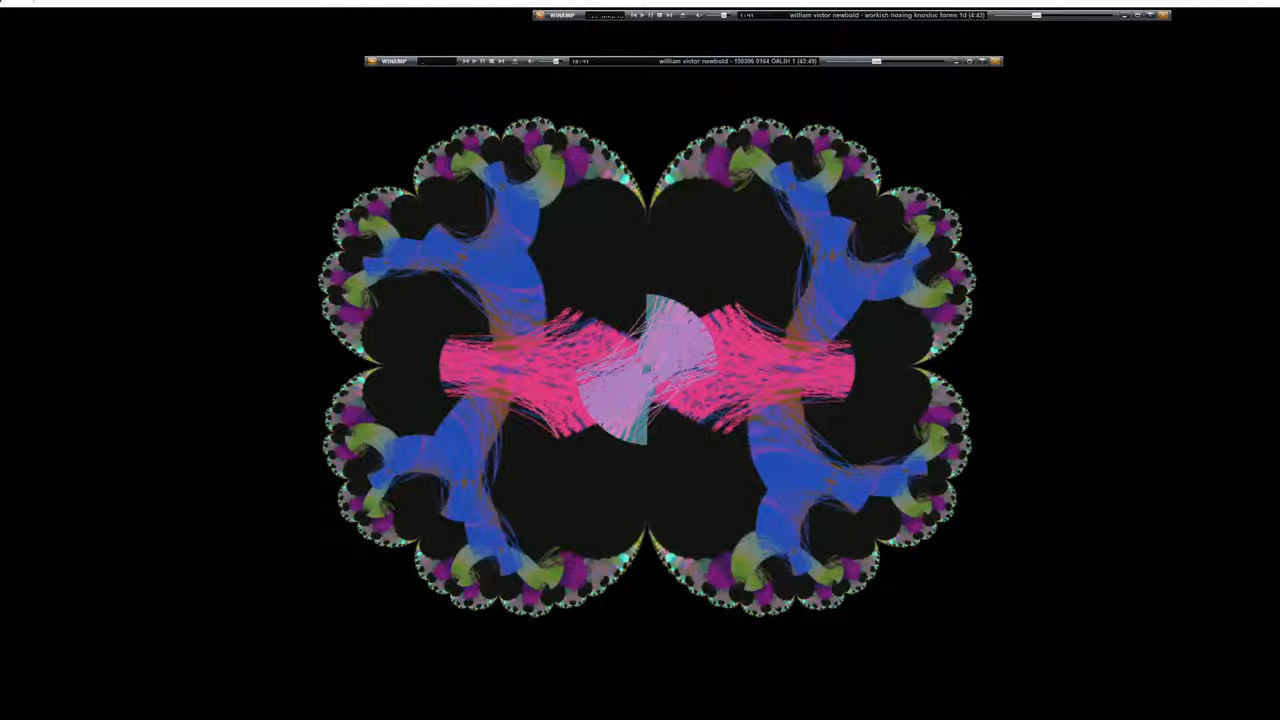 WINAMP william victor newbold - workish noxing knoshic forms 1d (4:43)
WINAMP william victor newbold - 150306 0164 OALIH 1 (45:49)